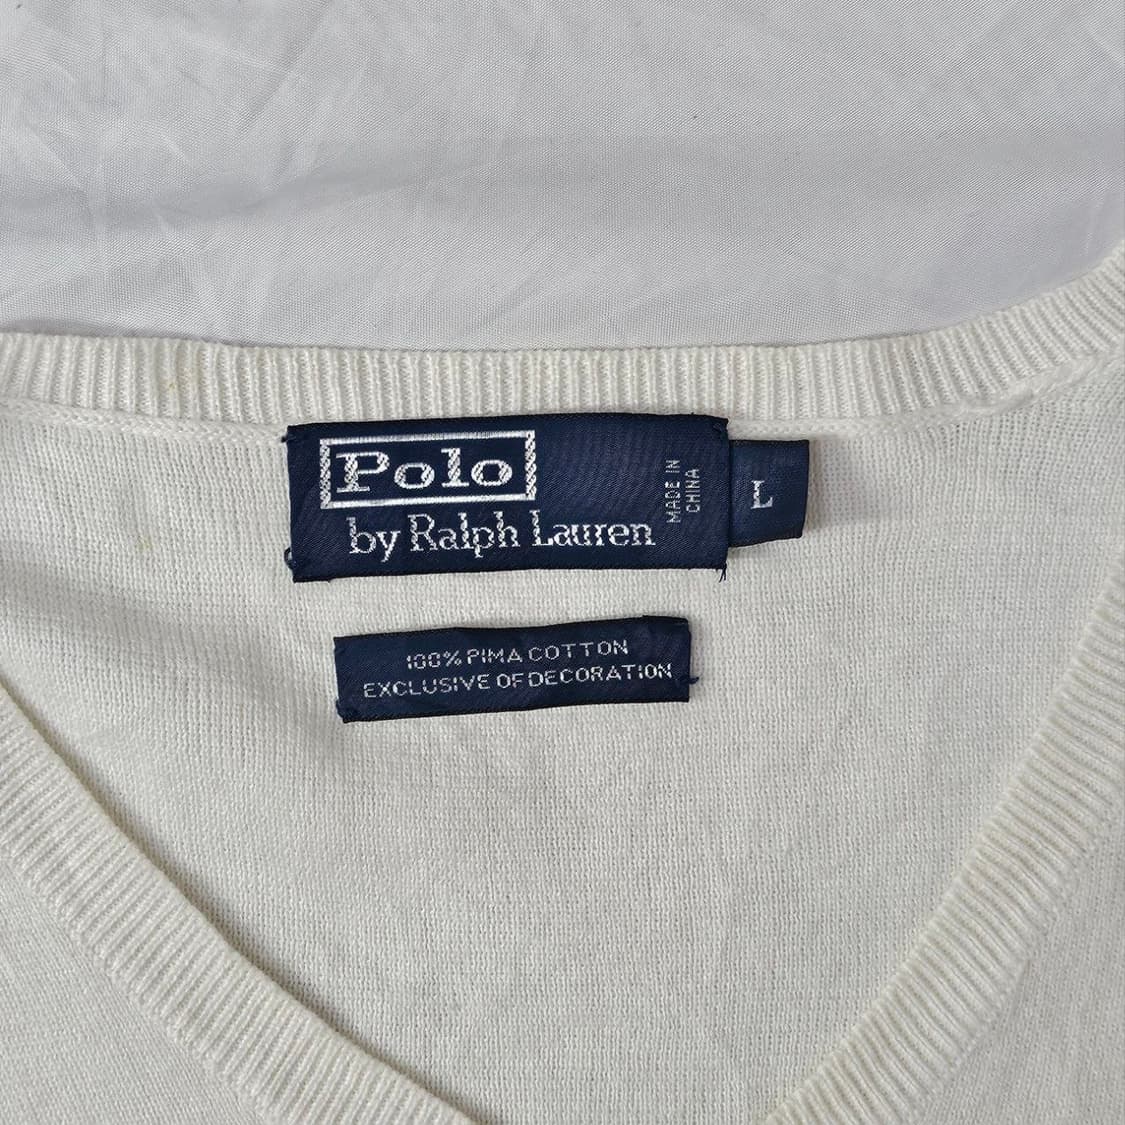 Polo
by Ralph Lauren
MADE IN
CHINA
L
100% PIMA COTTON
EXCLUSIVE OF DECORATION